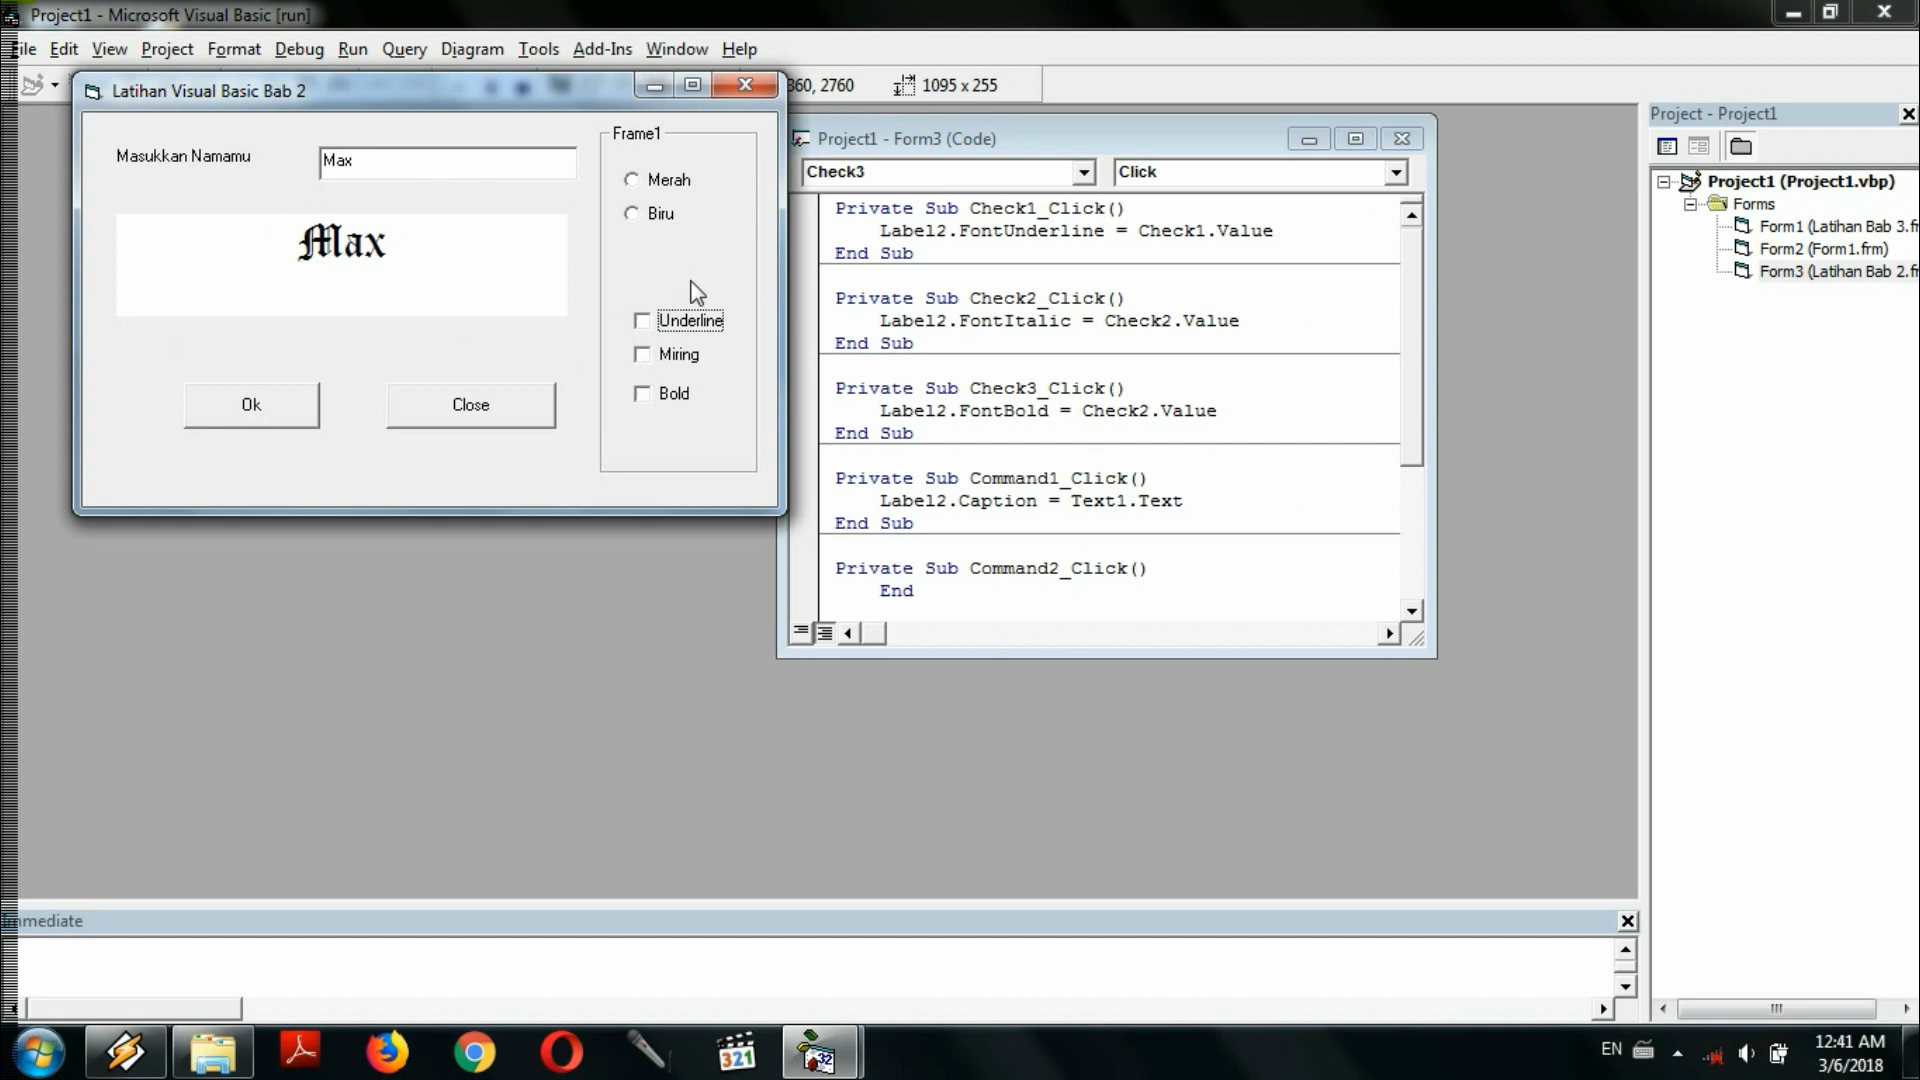 Project1 - Microsoft Visual Basic [run]
File Edit View Project Format Debug Run Query Diagram Tools Add-Ins Window Help
360, 2760 1095 x 255
Latihan Visual Basic Bab 2
Masukkan Namamu
Max
Max
Ok
Close
Frame1
Merah
Biru
Underline
Miring
Bold
Project1 - Form3 (Code)
Check3 Click
Private Sub Check1_Click()
Label2.FontUnderline = Check1.Value
End Sub
Private Sub Check2_Click()
Label2.FontItalic = Check2.Value
End Sub
Private Sub Check3_Click()
Label2.FontBold = Check2.Value
End Sub
Private Sub Command1_Click()
Label2.Caption = Text1.Text
End Sub
Private Sub Command2_Click()
End
Project - Project1
Project1 (Project1.vbp)
Forms
Form1 (Latihan Bab 3.fr
Form2 (Form1.frm)
Form3 (Latihan Bab 2.fr
Immediate
321
32
EN
12:41 AM
3/6/2018